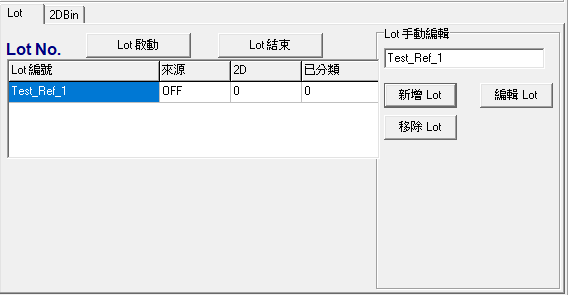 Lot 2DBin
Lot No. Lot 啟動 Lot 結束
Lot 編號 來源 2D 已分類
Test_Ref_1 OFF 0 0
Lot 手動編輯
Test_Ref_1
新增 Lot 編輯 Lot
移除 Lot